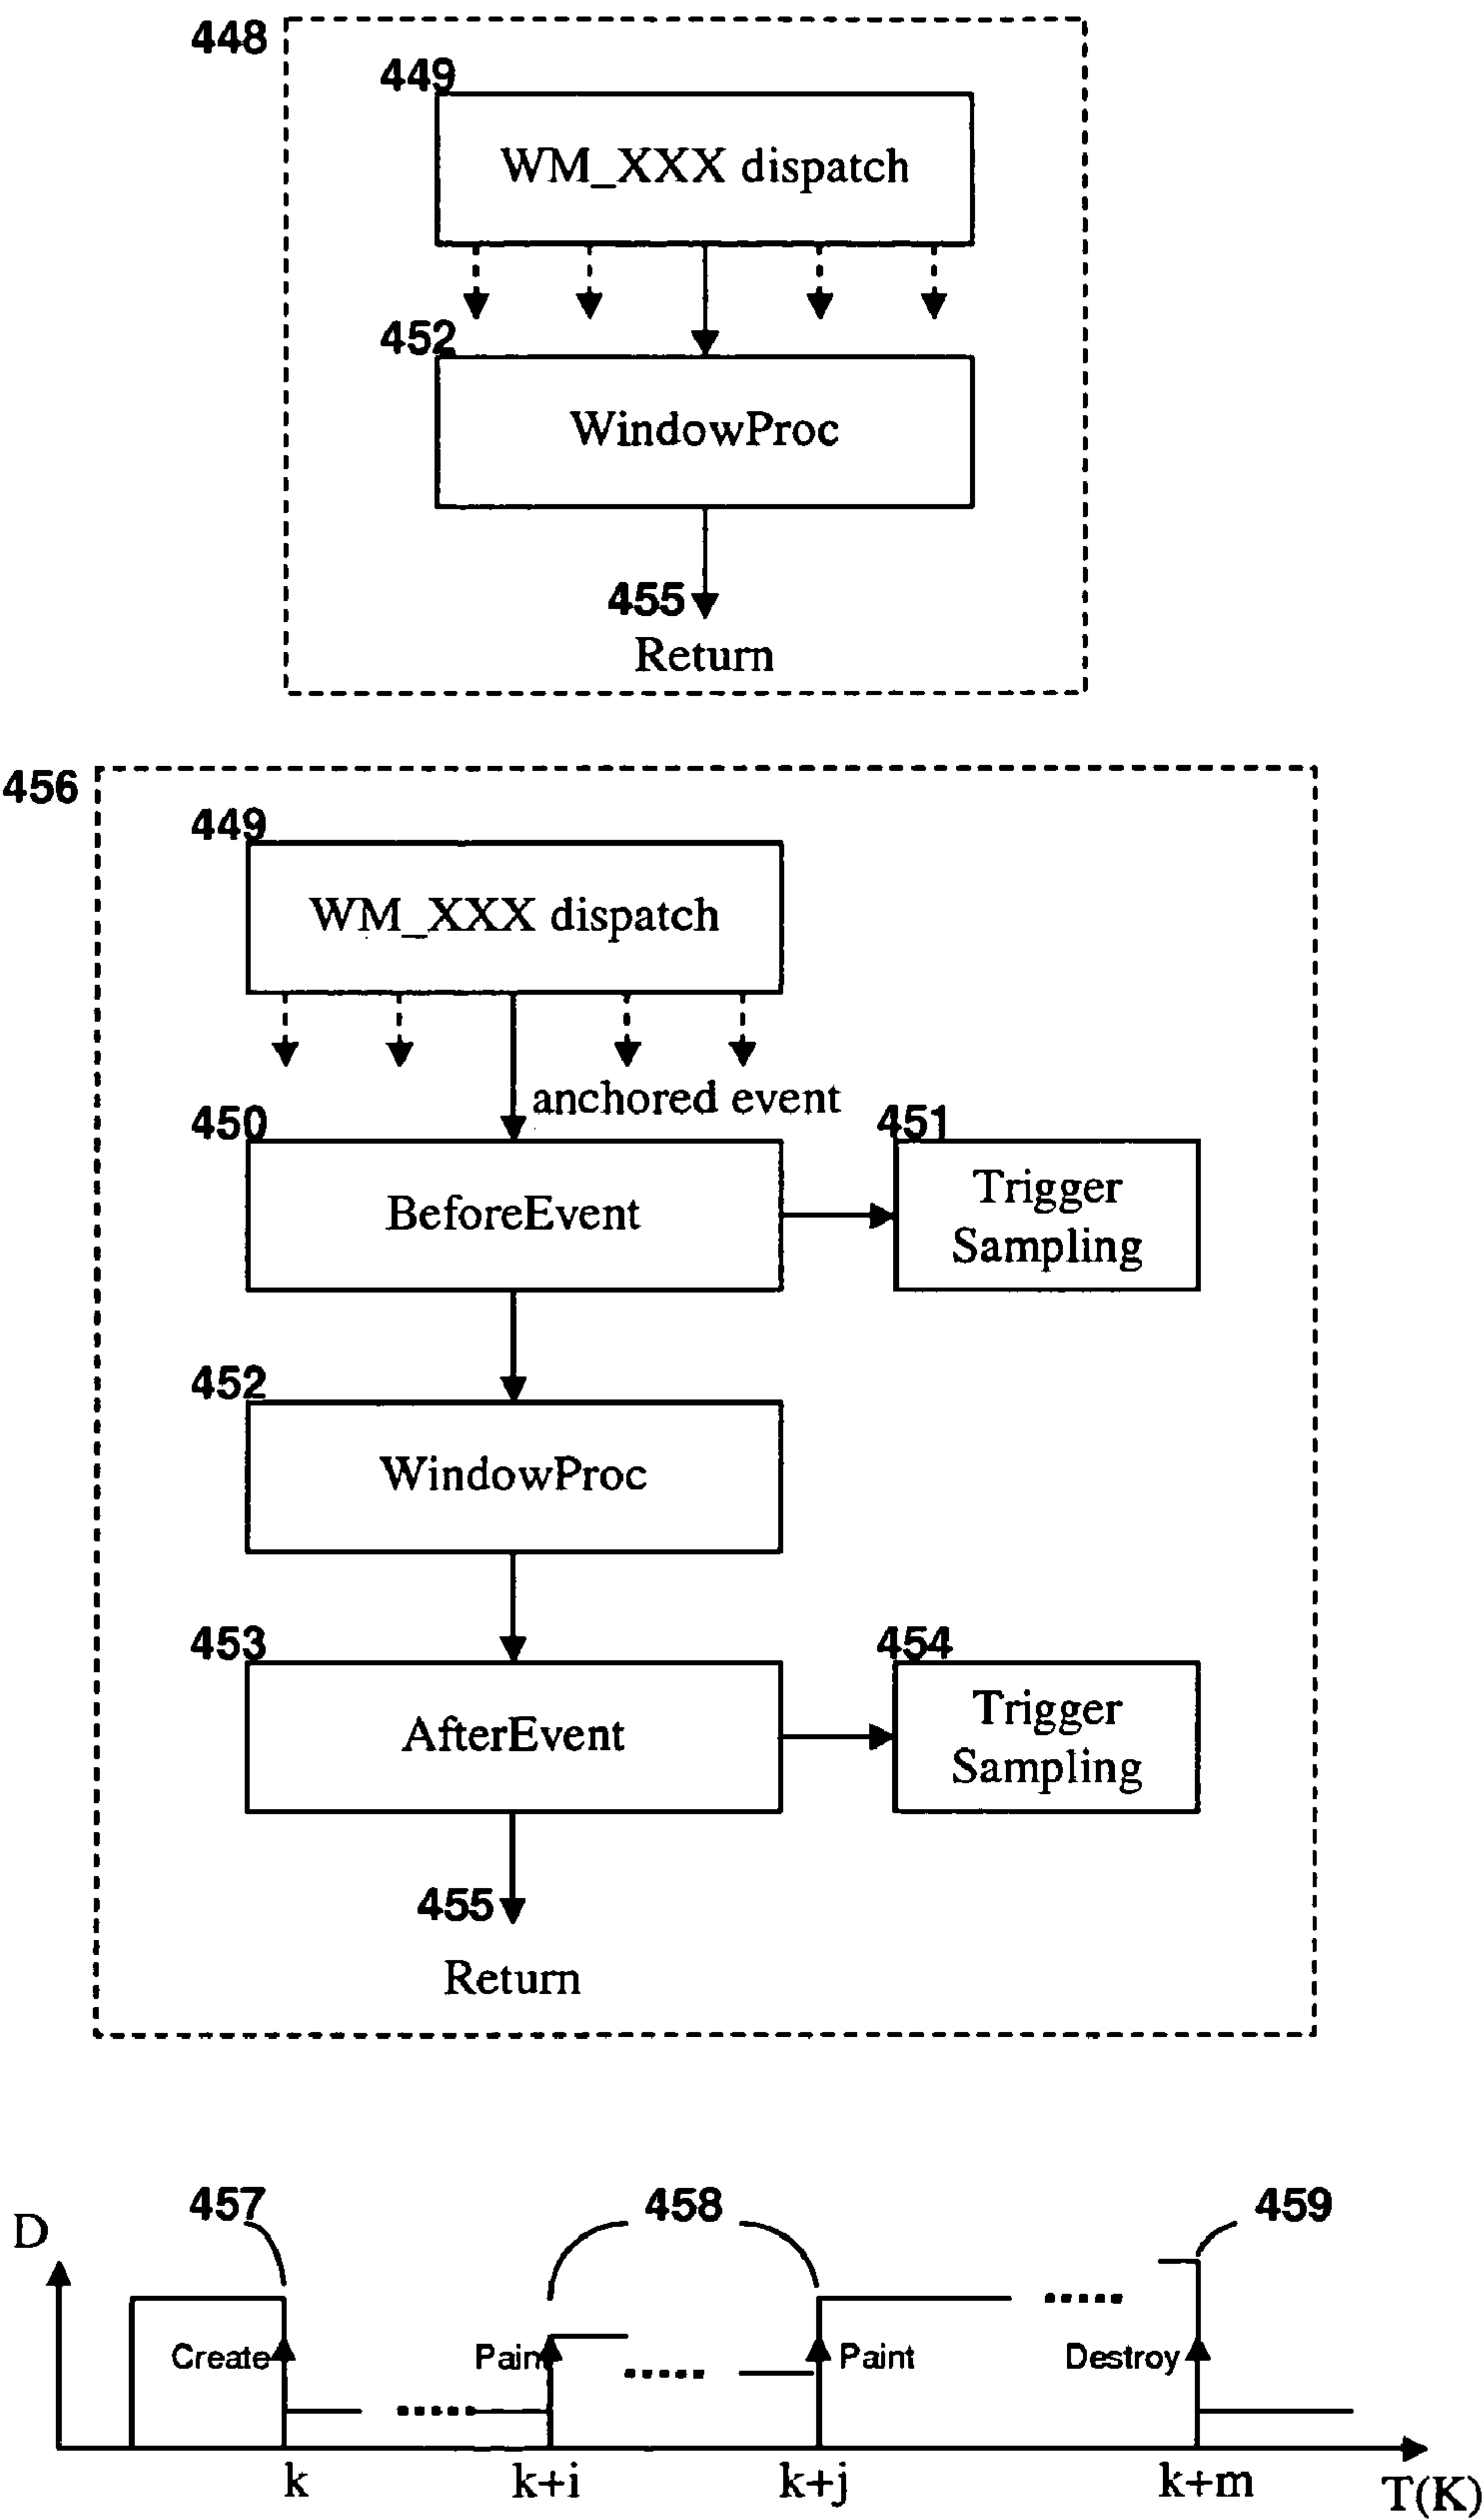 448
449
WM_XXX dispatch
452
WindowProc
455
Return
456
449
WM_XXX dispatch
anchored event
450
451
BeforeEvent
Trigger
Sampling
452
WindowProc
453
454
AfterEvent
Trigger
Sampling
455
Return
457
458
459
D
Create
Paint
Paint
Destroy
k
k+i
k+j
k+m
T(K)